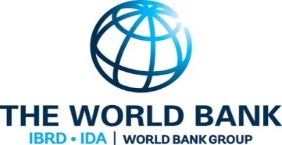 THE WORLD BANK
IBRD • IDA | WORLD BANK GROUP